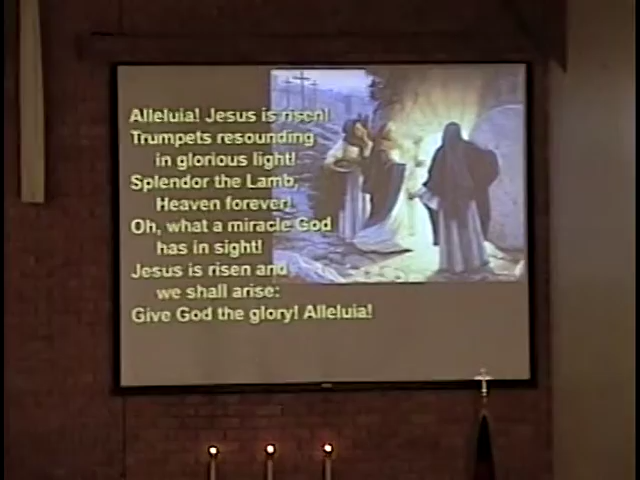 Alleluia! Jesus is risen!
Trumpets resounding
in glorious light!
Splendor the Lamb,
Heaven forever!
Oh, what a miracle God
has in sight!
Jesus is risen and
we shall arise:
Give God the glory! Alleluia!